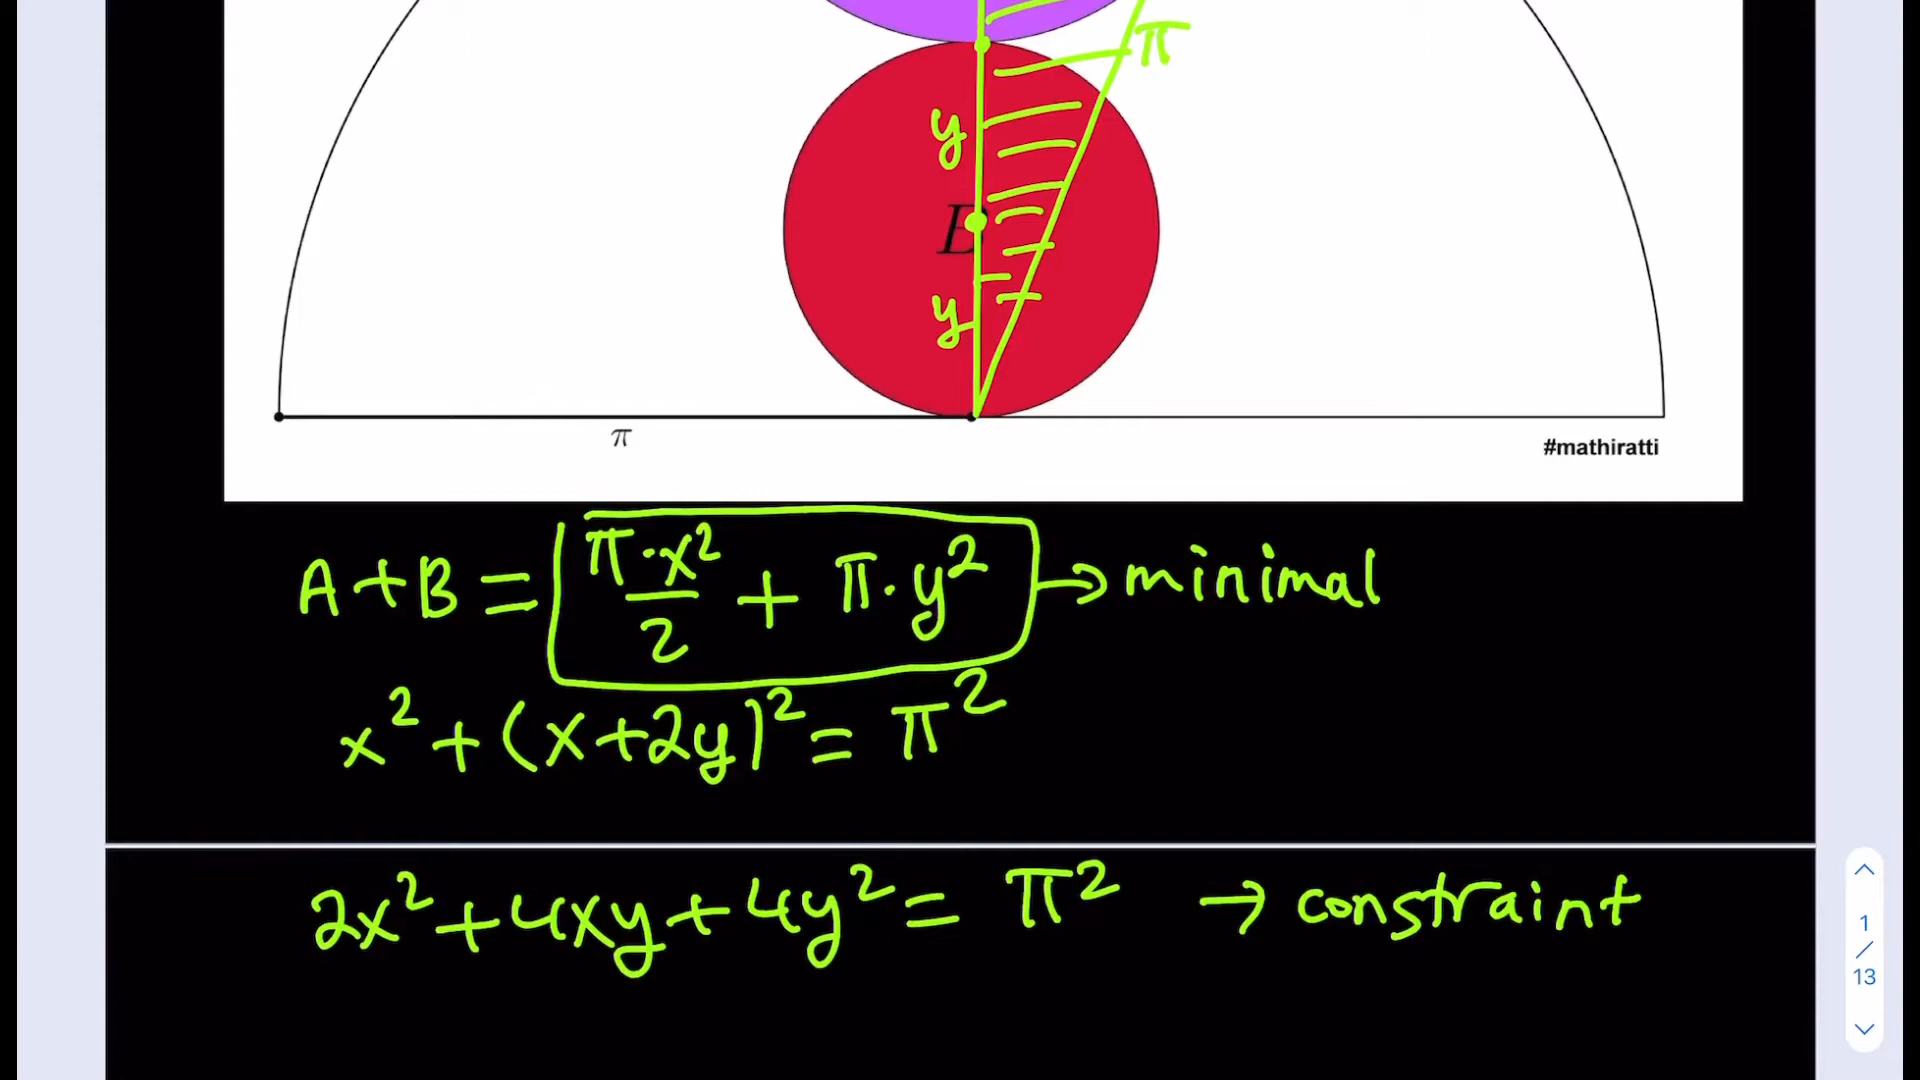 π
y
B
y
π
#mathiratti
A+B = π·x²/2 + π·y² → minimal
x² + (x+2y)² = π²
2x² + 4xy + 4y² = π² → constraint
1
/
13